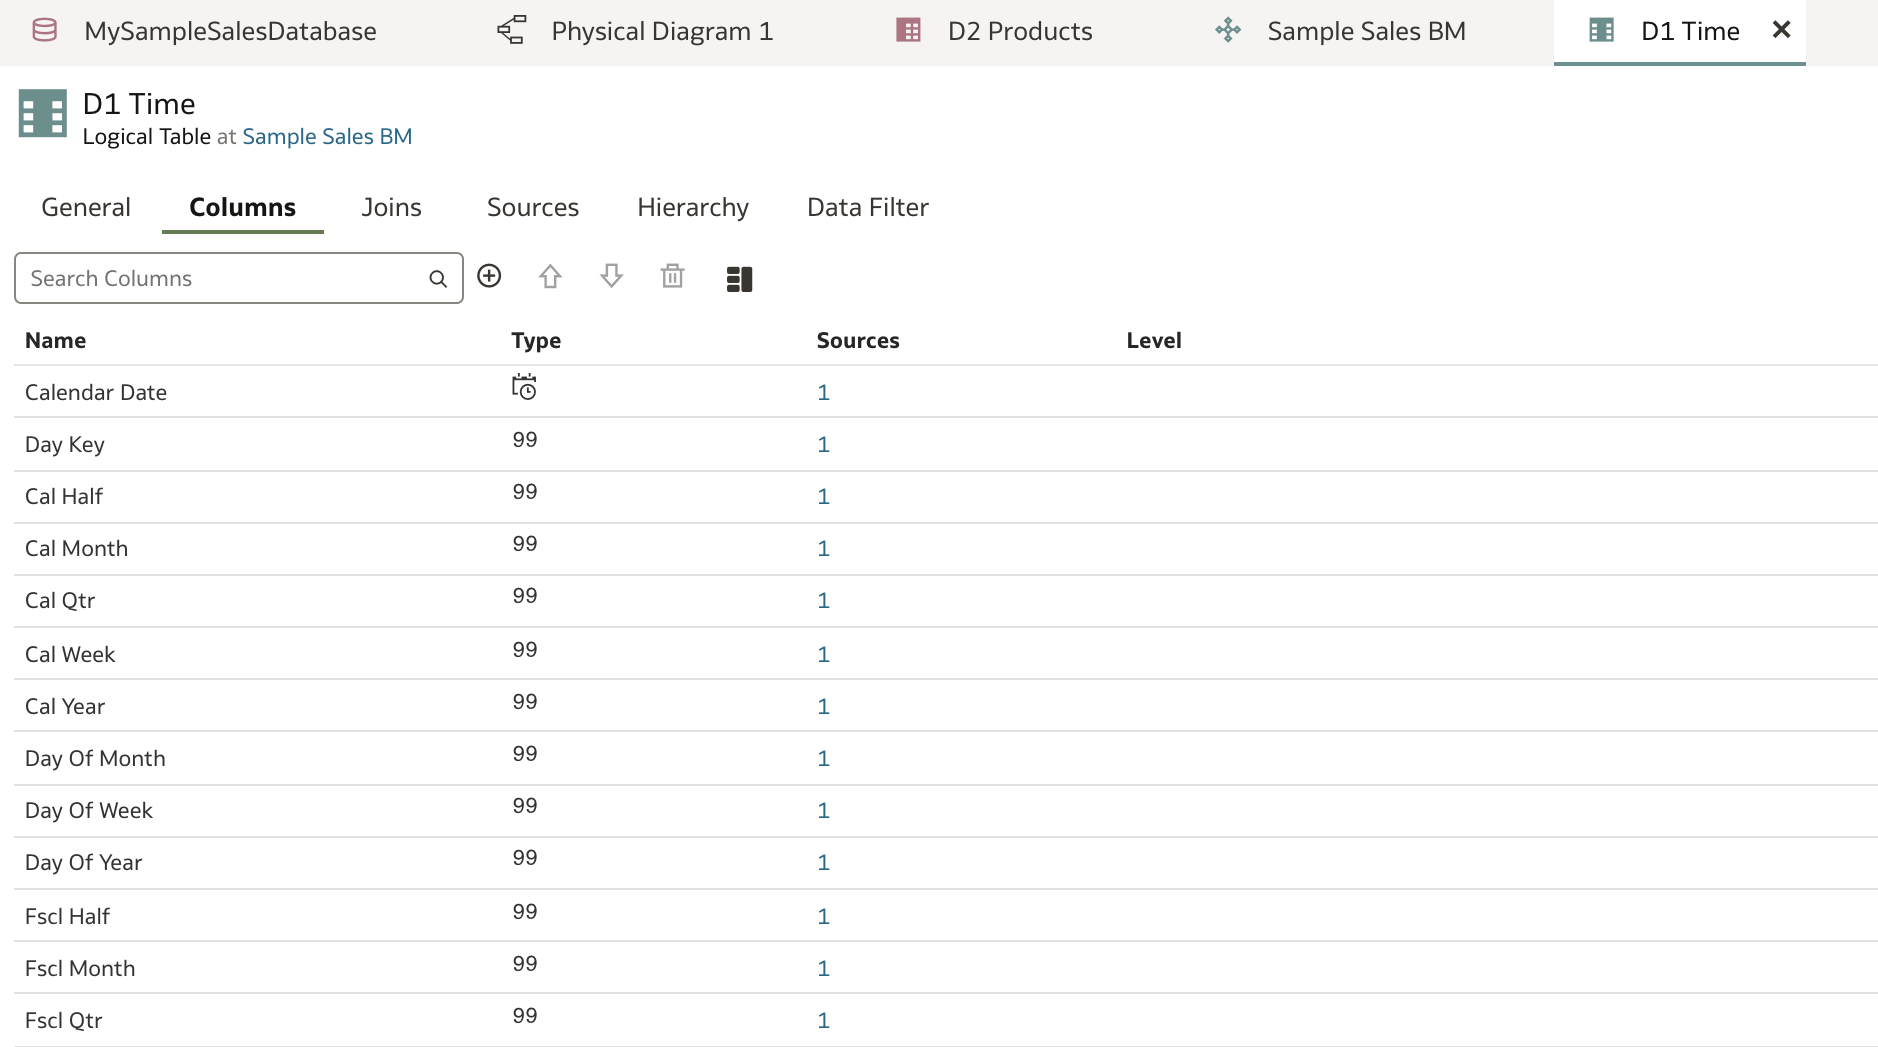 MySampleSalesDatabase Physical Diagram 1 D2 Products Sample Sales BM D1 Time
D1 Time
Logical Table at Sample Sales BM
General Columns Joins Sources Hierarchy Data Filter
Search Columns
Name Type Sources Level
Calendar Date 1
Day Key 99 1
Cal Half 99 1
Cal Month 99 1
Cal Qtr 99 1
Cal Week 99 1
Cal Year 99 1
Day Of Month 99 1
Day Of Week 99 1
Day Of Year 99 1
Fscl Half 99 1
Fscl Month 99 1
Fscl Qtr 99 1